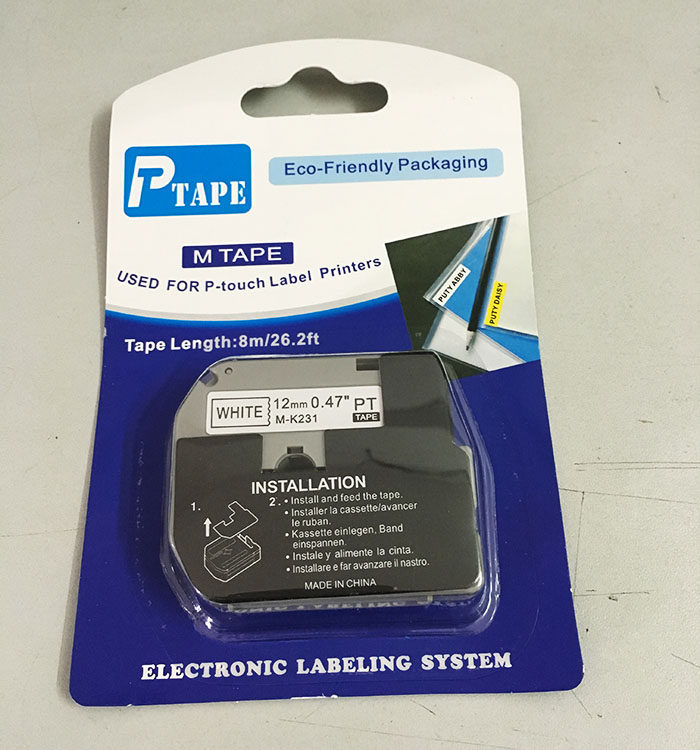 P TAPE
Eco-Friendly Packaging
M TAPE
USED FOR P-touch Label Printers
Tape Length:8m/26.2ft
PUTY ABBY
PUTY DAISY
WHITE
12mm 0.47" PT
M-K231 TAPE
INSTALLATION
1.
2. • Install and feed the tape.
• Installer la cassette/avancer
le ruban.
• Kassette einlegen, Band
einspannen.
• Instale y alimente la cinta.
• Installare e far avanzare il nastro.
MADE IN CHINA
ELECTRONIC LABELING SYSTEM